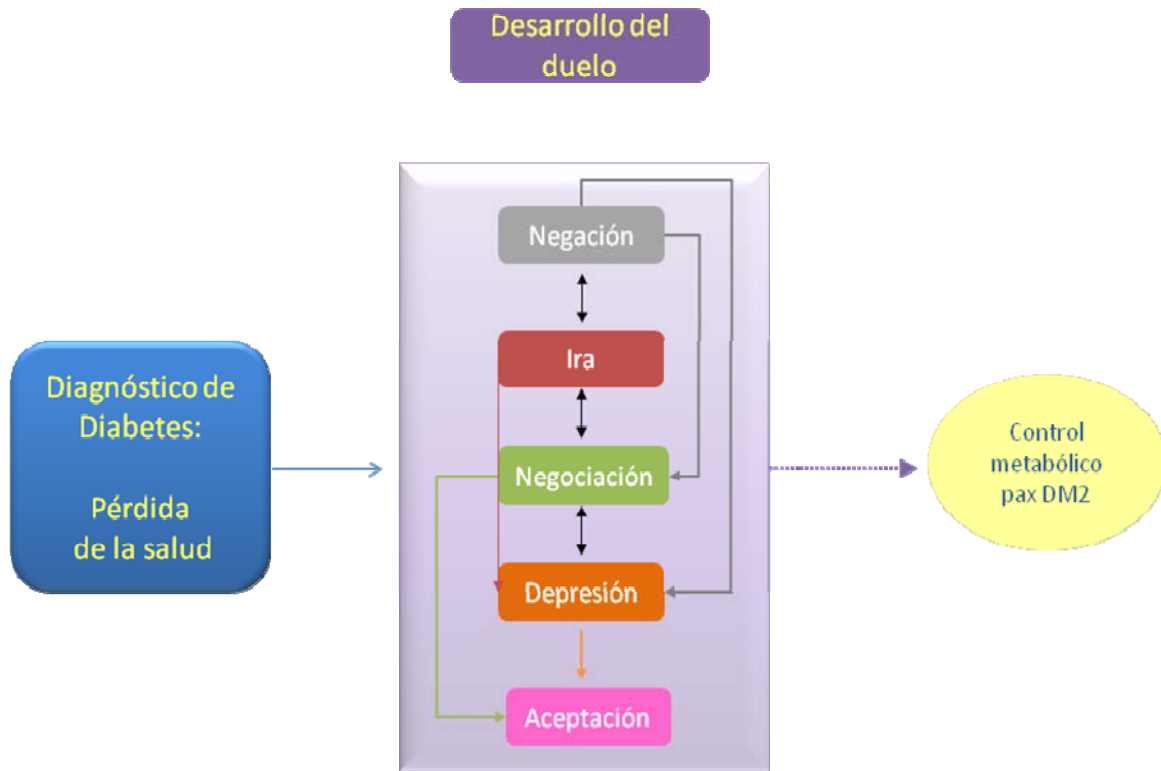 Desarrollo del
duelo
Negación
Ira
Negociación
Depresión
Aceptación
Diagnóstico de
Diabetes:
Pérdida
de la salud
Control
metabólico
pax DM2